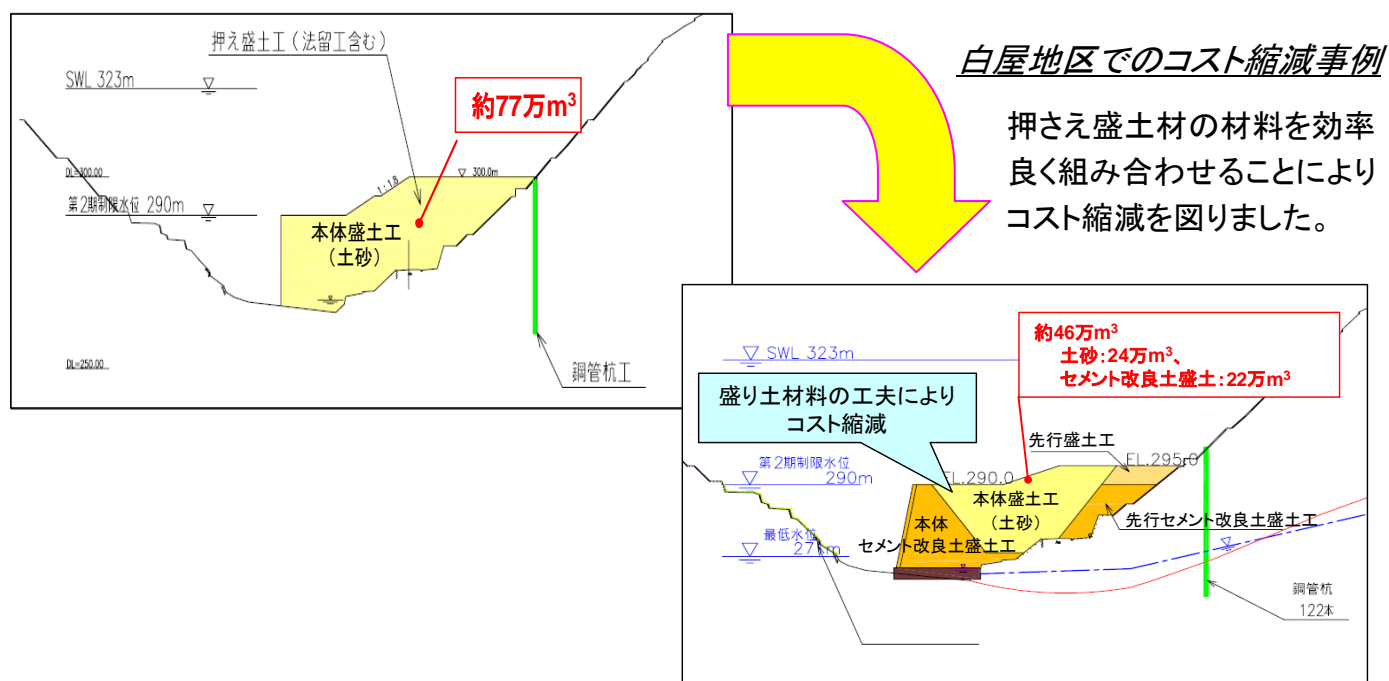 押え盛土工(法留工含む)
SWL 323m
約77万m³
DL=300.00
1:1.8
300.0m
第2期制限水位 290m
本体盛土工
(土砂)
DL=250.00
鋼管杭工
白屋地区でのコスト縮減事例
押さえ盛土材の材料を効率
良く組み合わせることにより
コスト縮減を図りました。
約46万m³
土砂:24万m³、
セメント改良土盛土:22万m³
SWL 323m
盛り土材料の工夫により
コスト縮減
先行盛土工
第2期制限水位
290m
EL.290.0
EL.295.0
本体盛土工
(土砂)
先行セメント改良土盛土工
本体
セメント改良土盛土工
最低水位
鋼管杭
122本